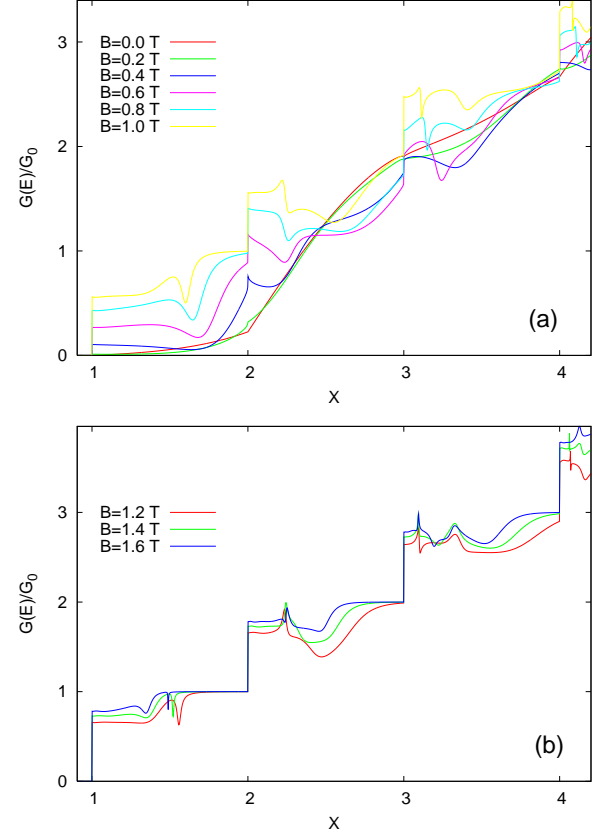 B=0.0 T
B=0.2 T
B=0.4 T
B=0.6 T
B=0.8 T
B=1.0 T
3
2
1
0
G(E)/G₀
(a)
1 2 3 4
X
B=1.2 T
B=1.4 T
B=1.6 T
3
2
1
0
G(E)/G₀
(b)
1 2 3 4
X